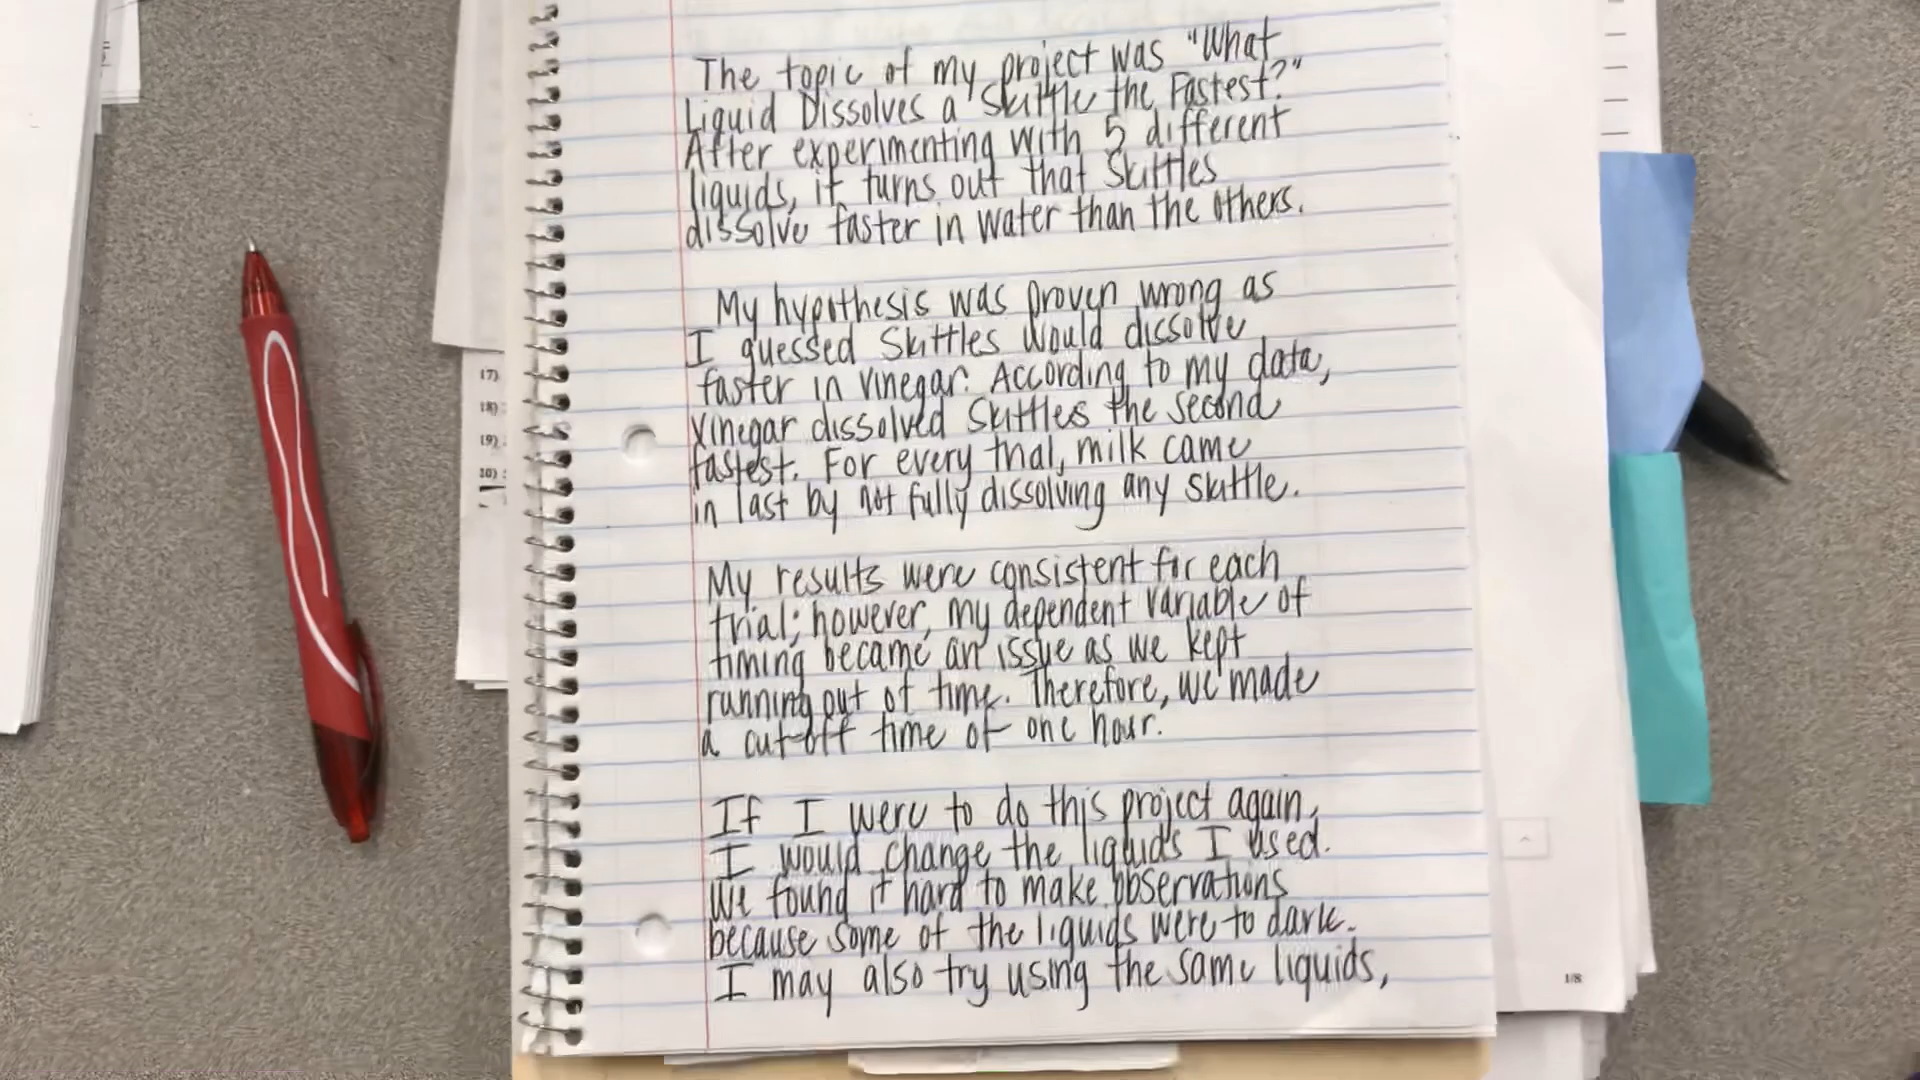 The topic of my project was "What
Liquid Dissolves a Skittle the Fastest?"
After experimenting with 5 different
liquids, it turns out that Skittles
dissolve faster in water than the others.
My hypothesis was proven wrong as
I guessed Skittles would dissolve
faster in vinegar. According to my data,
vinegar dissolved Skittles the second
fastest. For every trial, milk came
in last by not fully dissolving any skittle.
My results were consistent for each
trial; however, my dependent variable of
timing became an issue as we kept
running out of time. Therefore, we made
a cut-off time of one hour.
If I were to do this project again,
I would change the liquids I used.
We found it hard to make observations
because some of the liquids were to dark.
I may also try using the same liquids,
17)
18)
19)
20)
1/8